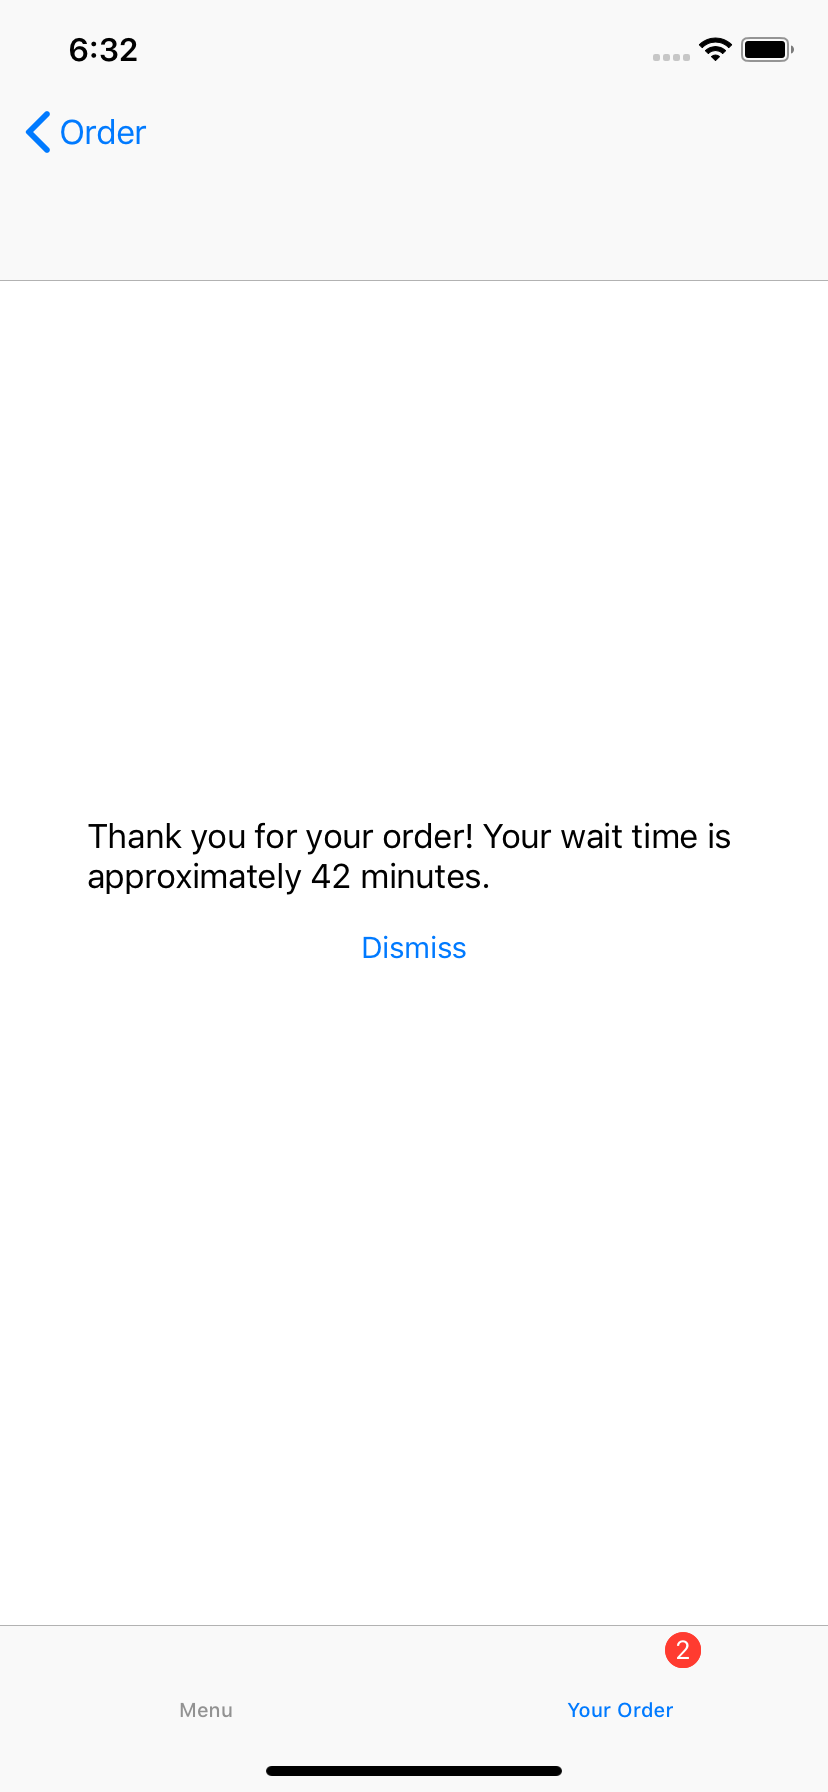 6:32
Order
Thank you for your order! Your wait time is
approximately 42 minutes.
Dismiss
2
Menu
Your Order